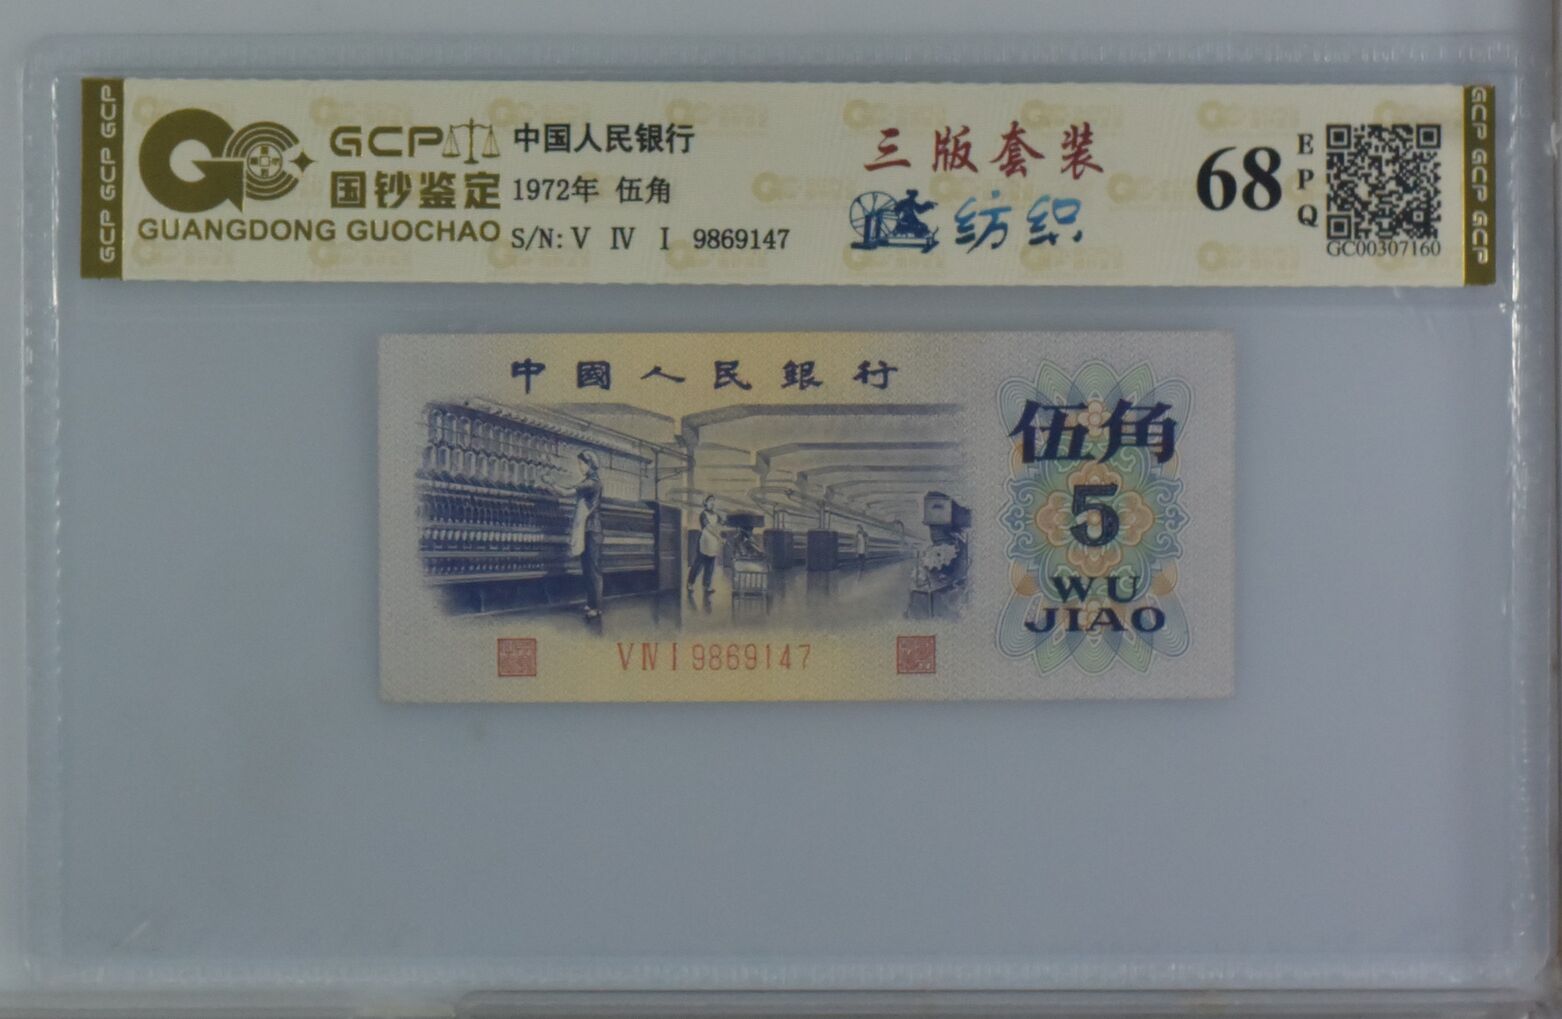 GCP GCP GCP
GCP
国钞鉴定
GUANGDONG GUOCHAO
中国人民银行
1972年 伍角
S/N: V Ⅳ Ⅰ 9869147
三版套装
纺织
68
EPQ
GC00307160
GCP GCP GCP
中國人民銀行
伍角
5
WU
JIAO
V Ⅳ Ⅰ 9869147